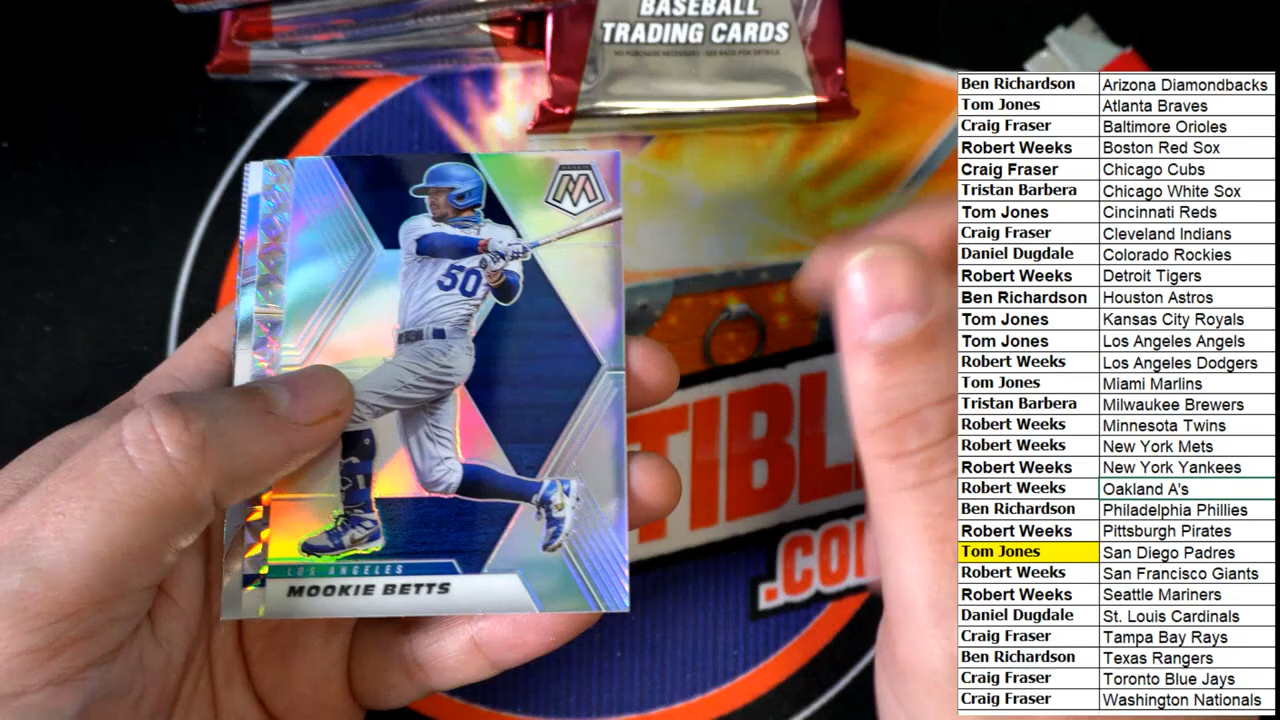 BASEBALL
TRADING CARDS
NO PURCHASE NECESSARY - SEE BACK FOR DETAILS
MOSAIC
50
LOS ANGELES
MOOKIE BETTS
TIBL
.CO
Ben Richardson Arizona Diamondbacks
Tom Jones Atlanta Braves
Craig Fraser Baltimore Orioles
Robert Weeks Boston Red Sox
Craig Fraser Chicago Cubs
Tristan Barbera Chicago White Sox
Tom Jones Cincinnati Reds
Craig Fraser Cleveland Indians
Daniel Dugdale Colorado Rockies
Robert Weeks Detroit Tigers
Ben Richardson Houston Astros
Tom Jones Kansas City Royals
Tom Jones Los Angeles Angels
Robert Weeks Los Angeles Dodgers
Tom Jones Miami Marlins
Tristan Barbera Milwaukee Brewers
Robert Weeks Minnesota Twins
Robert Weeks New York Mets
Robert Weeks New York Yankees
Robert Weeks Oakland A's
Ben Richardson Philadelphia Phillies
Robert Weeks Pittsburgh Pirates
Tom Jones San Diego Padres
Robert Weeks San Francisco Giants
Robert Weeks Seattle Mariners
Daniel Dugdale St. Louis Cardinals
Craig Fraser Tampa Bay Rays
Ben Richardson Texas Rangers
Craig Fraser Toronto Blue Jays
Craig Fraser Washington Nationals